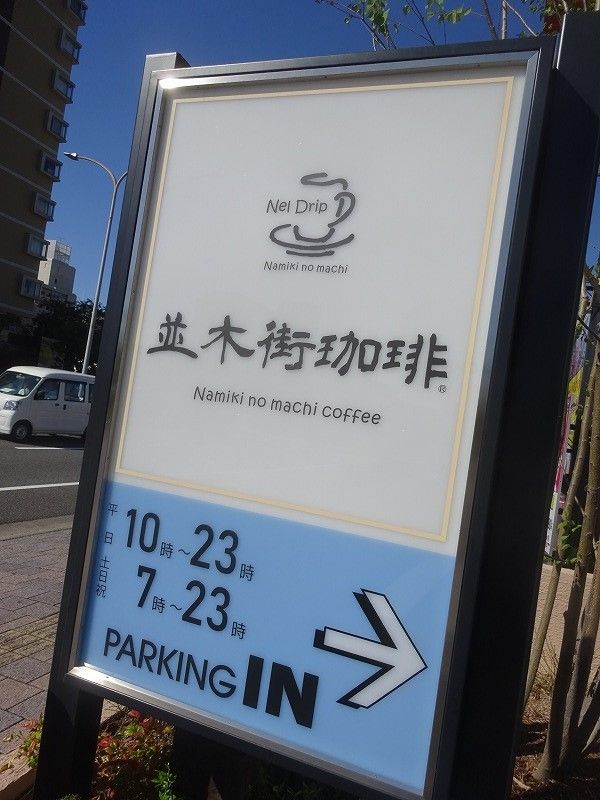 Nel Drip
Namiki no machi
並木街珈琲®
Namiki no machi coffee
平日 10時～23時
土日祝 7時～23時
PARKING IN